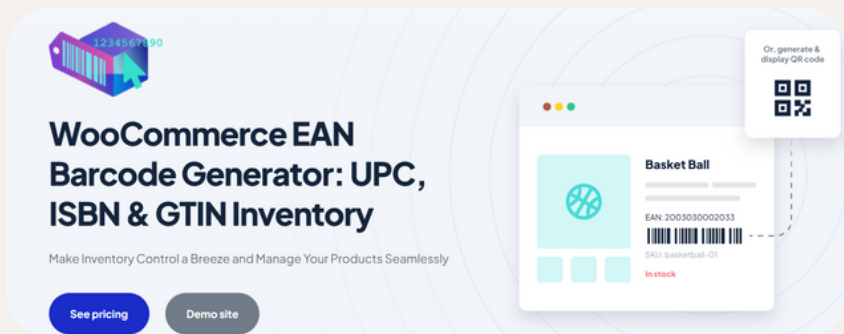 1234567890
WooCommerce EAN
Barcode Generator: UPC,
ISBN & GTIN Inventory
Make Inventory Control a Breeze and Manage Your Products Seamlessly
See pricing
Demo site
Or, generate &
display QR code
Basket Ball
EAN: 2003030002033
SKU: basketball-01
In stock